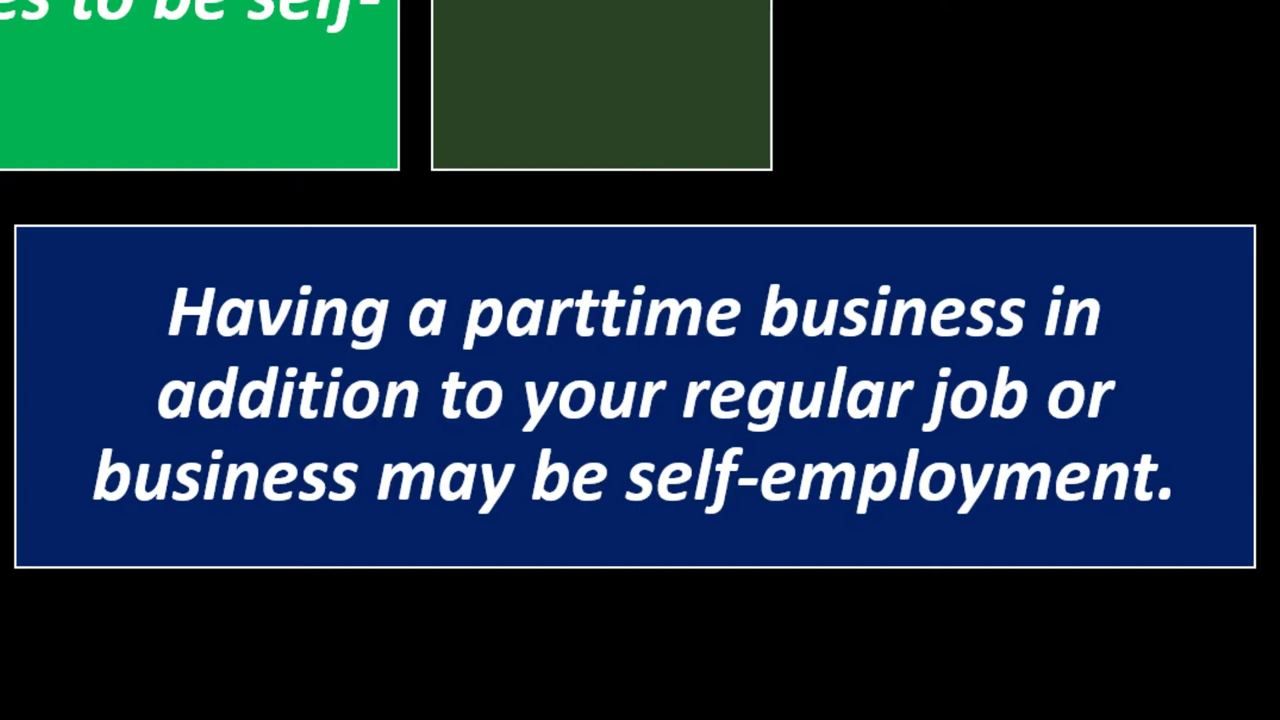 es to be self-
Having a parttime business in
addition to your regular job or
business may be self-employment.